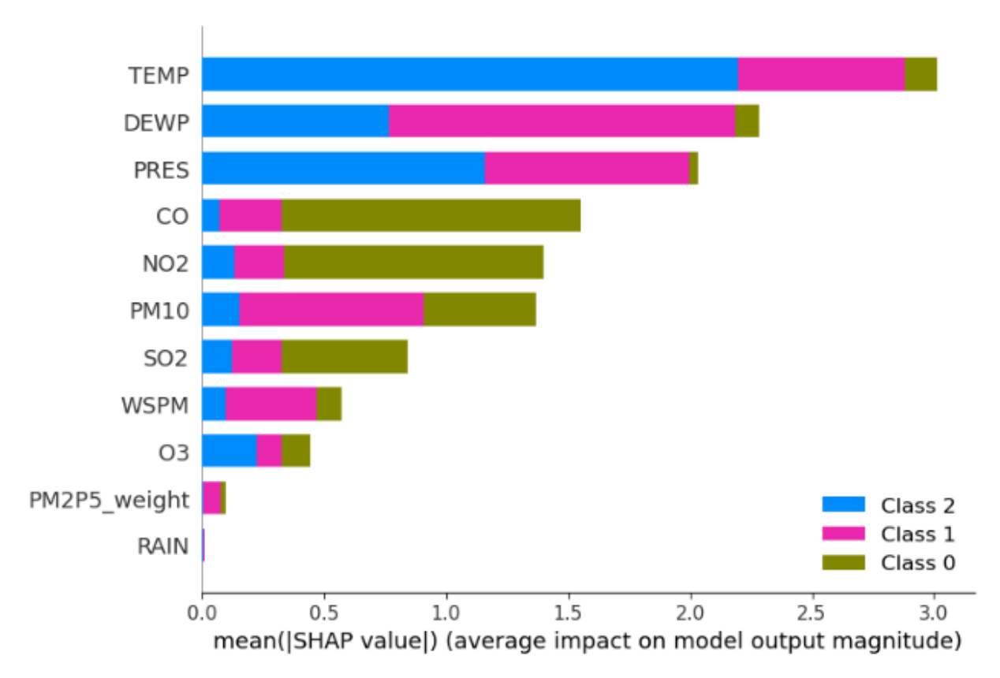 TEMP
DEWP
PRES
CO
NO2
PM10
SO2
WSPM
O3
PM2P5_weight
RAIN
Class 2
Class 1
Class 0
0.0 0.5 1.0 1.5 2.0 2.5 3.0
mean(|SHAP value|) (average impact on model output magnitude)